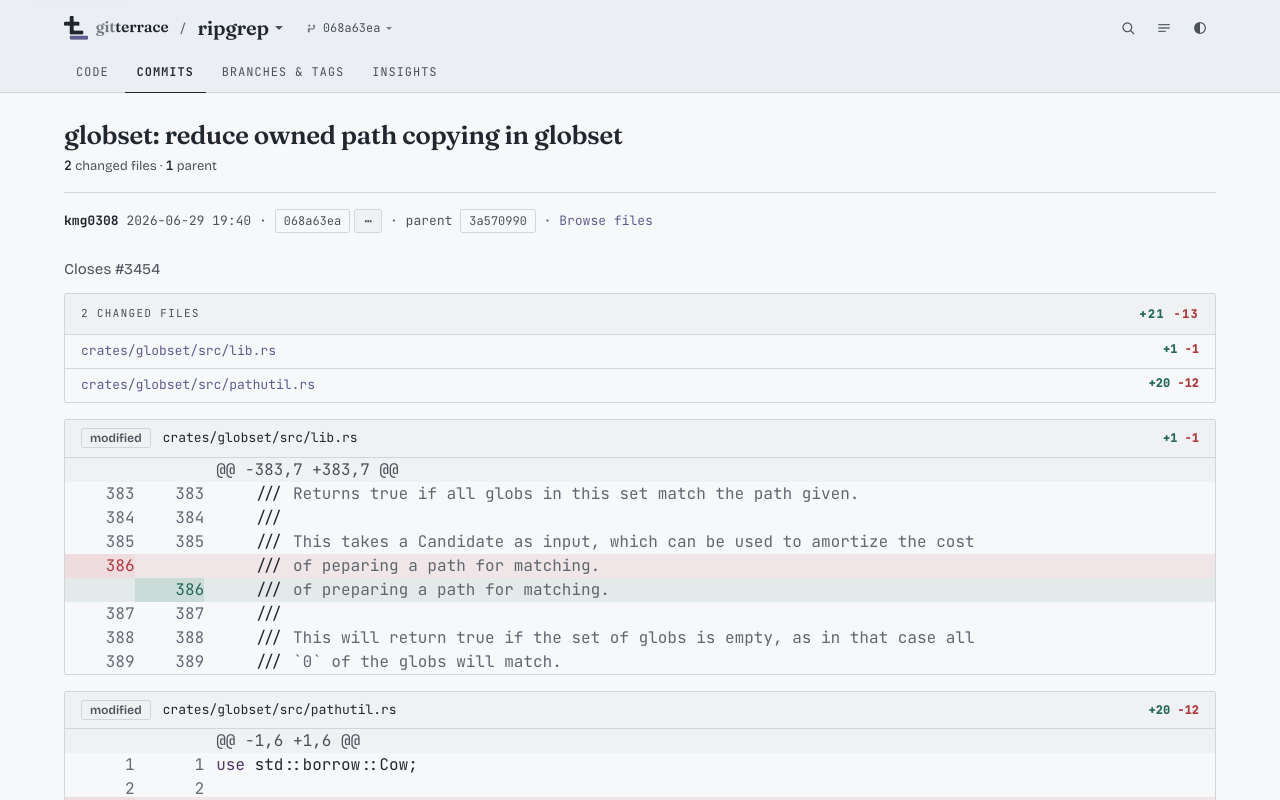 gitterrace / ripgrep 068a63ea
CODE COMMITS BRANCHES & TAGS INSIGHTS
globset: reduce owned path copying in globset
2 changed files · 1 parent
kmg0308 2026-06-29 19:40 · 068a63ea ⋯ · parent 3a570990 · Browse files
Closes #3454
2 CHANGED FILES +21 -13
crates/globset/src/lib.rs +1 -1
crates/globset/src/pathutil.rs +20 -12
modified crates/globset/src/lib.rs +1 -1
@@ -383,7 +383,7 @@
383 383 /// Returns true if all globs in this set match the path given.
384 384 ///
385 385 /// This takes a Candidate as input, which can be used to amortize the cost
386 /// of peparing a path for matching.
386 /// of preparing a path for matching.
387 387 ///
388 388 /// This will return true if the set of globs is empty, as in that case all
389 389 /// `0` of the globs will match.
modified crates/globset/src/pathutil.rs +20 -12
@@ -1,6 +1,6 @@
1 1 use std::borrow::Cow;
2 2